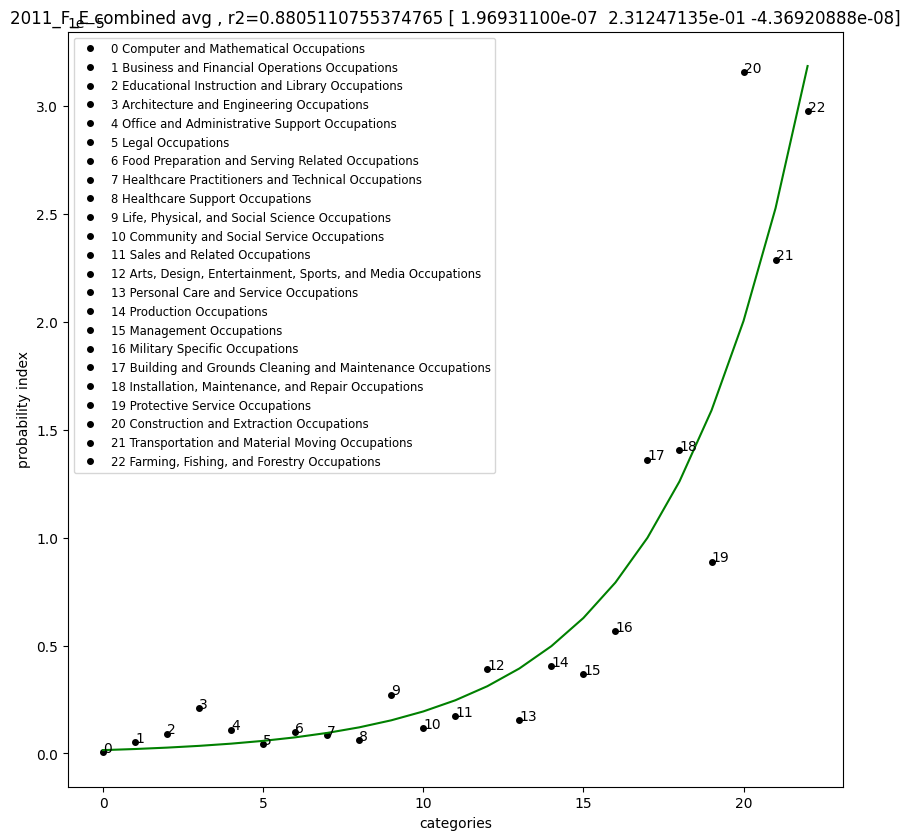 2011_F_E combined avg , r2=0.8805110755374765 [ 1.96931100e-07 2.31247135e-01 -4.36920888e-08]
1e−5
0 Computer and Mathematical Occupations
1 Business and Financial Operations Occupations
2 Educational Instruction and Library Occupations
3 Architecture and Engineering Occupations
4 Office and Administrative Support Occupations
5 Legal Occupations
6 Food Preparation and Serving Related Occupations
7 Healthcare Practitioners and Technical Occupations
8 Healthcare Support Occupations
9 Life, Physical, and Social Science Occupations
10 Community and Social Service Occupations
11 Sales and Related Occupations
12 Arts, Design, Entertainment, Sports, and Media Occupations
13 Personal Care and Service Occupations
14 Production Occupations
15 Management Occupations
16 Military Specific Occupations
17 Building and Grounds Cleaning and Maintenance Occupations
18 Installation, Maintenance, and Repair Occupations
19 Protective Service Occupations
20 Construction and Extraction Occupations
21 Transportation and Material Moving Occupations
22 Farming, Fishing, and Forestry Occupations
probability index
3.0
2.5
2.0
1.5
1.0
0.5
0.0
0
1
2
3
4
5
6
7
8
9
10
11
12
13
14
15
16
17
18
19
20
21
22
0
5
10
15
20
categories